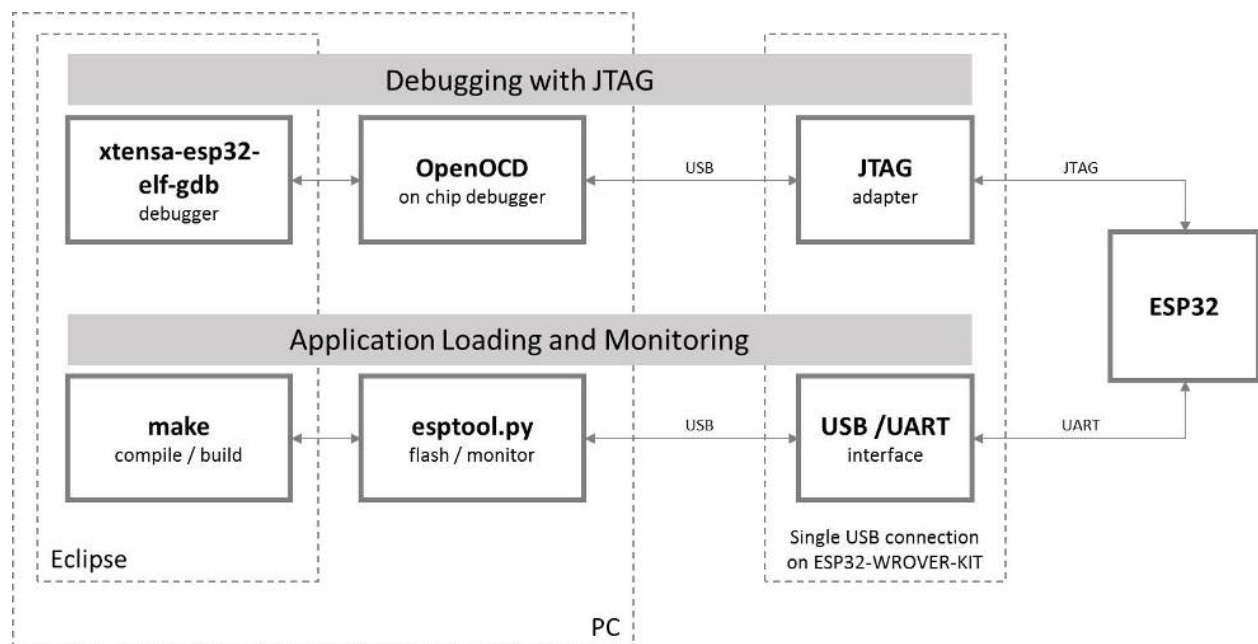 Debugging with JTAG
xtensa-esp32-
elf-gdb
debugger
OpenOCD
on chip debugger
USB
JTAG
adapter
JTAG
ESP32
Application Loading and Monitoring
make
compile / build
esptool.py
flash / monitor
USB
USB /UART
interface
UART
Eclipse
Single USB connection
on ESP32-WROVER-KIT
PC